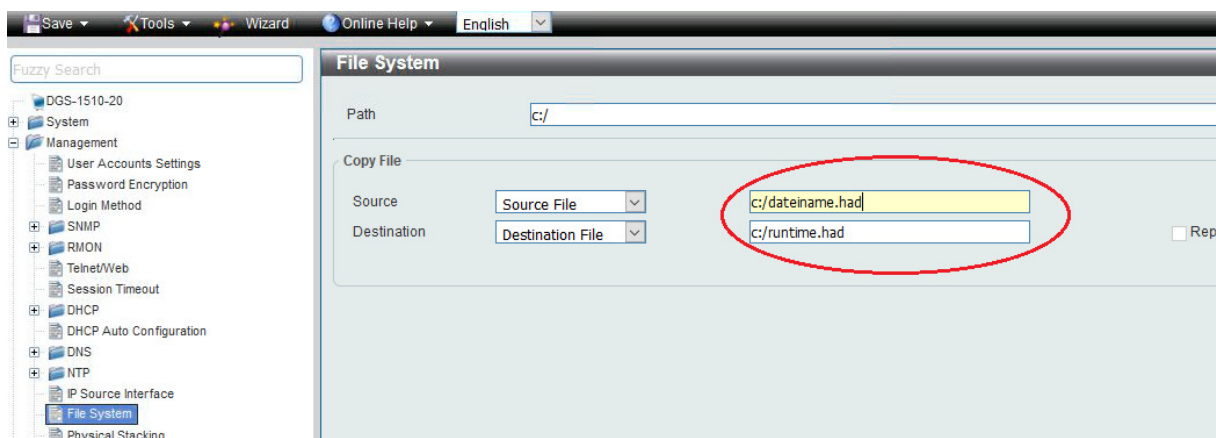 Save Tools Wizard Online Help English
Fuzzy Search
DGS-1510-20
System
Management
User Accounts Settings
Password Encryption
Login Method
SNMP
RMON
Telnet/Web
Session Timeout
DHCP
DHCP Auto Configuration
DNS
NTP
IP Source Interface
File System
Physical Stacking
File System
Path c:/
Copy File
Source Source File c:/dateiname.had
Destination Destination File c:/runtime.had Rep